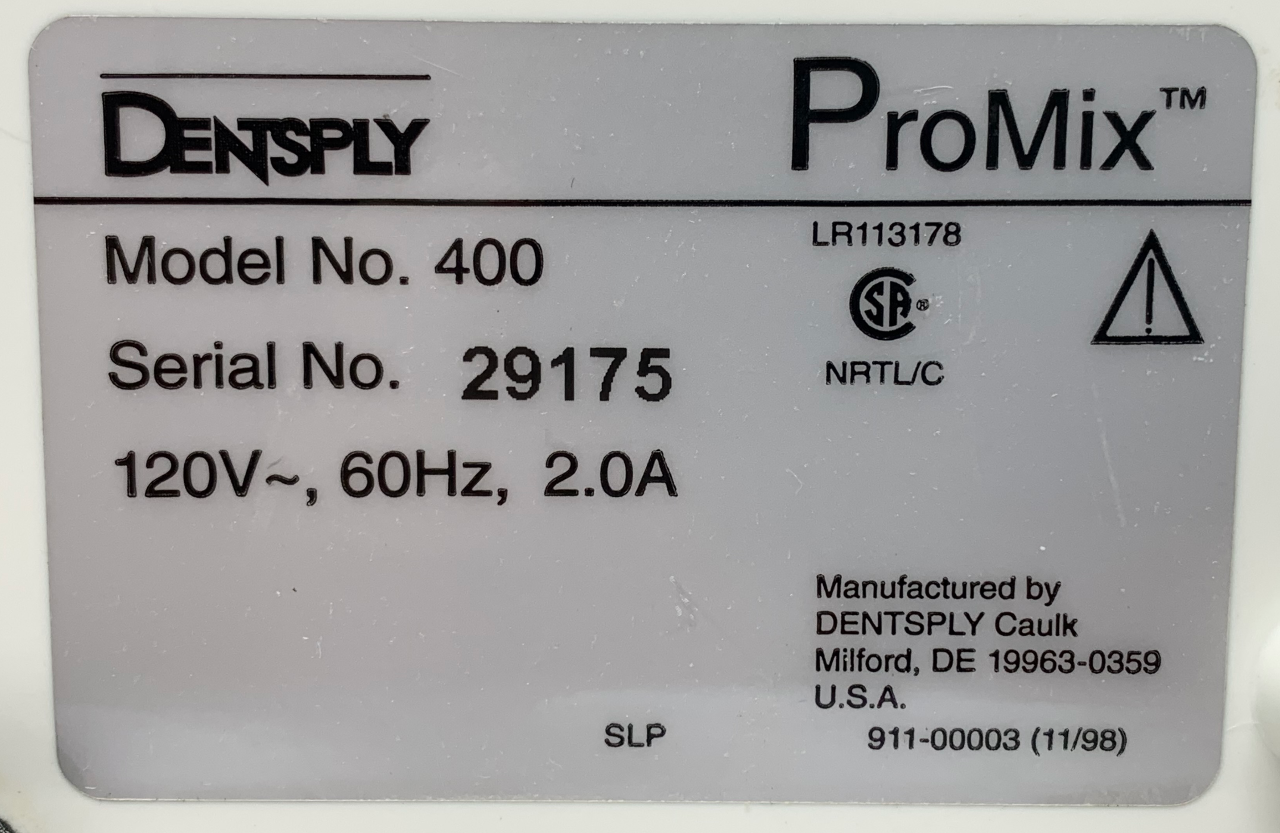 DENTSPLY
ProMix™
Model No. 400
Serial No. 29175
120V~, 60Hz, 2.0A
LR113178
SA®
NRTL/C
Manufactured by
DENTSPLY Caulk
Milford, DE 19963-0359
U.S.A.
SLP
911-00003 (11/98)